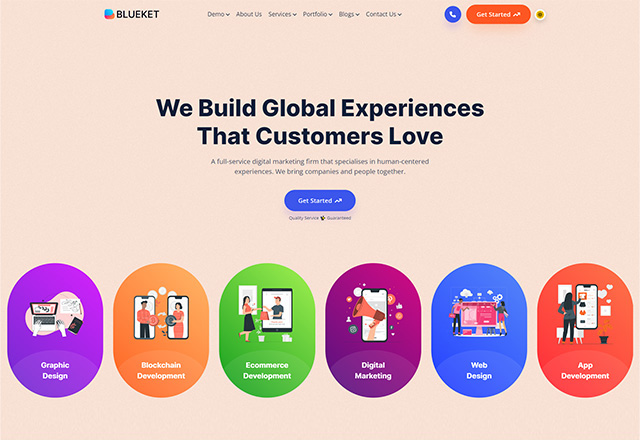 BLUEKET
Demo About Us Services Portfolio Blogs Contact Us
Get Started
We Build Global Experiences
That Customers Love
A full-service digital marketing firm that specialises in human-centered
experiences. We bring companies and people together.
Get Started
Quality Service Guaranteed
Graphic
Design
Blockchain
Development
Ecommerce
Development
Digital
Marketing
Web
Design
App
Development